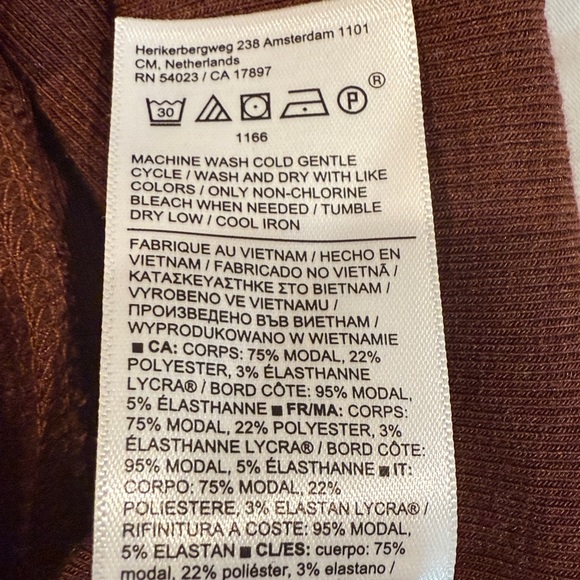 Herikerbergweg 238 Amsterdam 1101
CM, Netherlands
RN 54023 / CA 17897
30 P ®
1166
MACHINE WASH COLD GENTLE
CYCLE / WASH AND DRY WITH LIKE
COLORS / ONLY NON-CHLORINE
BLEACH WHEN NEEDED / TUMBLE
DRY LOW / COOL IRON
FABRIQUE AU VIETNAM / HECHO EN
VIETNAM / FABRICADO NO VIETNÃ /
ΚΑΤΑΣΚΕΥΑΣΤΗΚΕ ΣΤΟ ΒΙΕΤΝΑΜ /
VYROBENO VE VIETNAMU /
ПРОИЗВЕДЕНО ВЪВ ВИЕТНАМ /
WYPRODUKOWANO W WIETNAMIE
■ CA: CORPS: 75% MODAL, 22%
POLYESTER, 3% ÉLASTHANNE
LYCRA® / BORD CÔTE: 95% MODAL,
5% ÉLASTHANNE ■ FR/MA: CORPS:
75% MODAL, 22% POLYESTER, 3%
ÉLASTHANNE LYCRA® / BORD CÔTE:
95% MODAL, 5% ÉLASTHANNE ■ IT:
CORPO: 75% MODAL, 22%
POLIESTERE, 3% ELASTAN LYCRA® /
RIFINITURA A COSTE: 95% MODAL,
5% ELASTAN ■ CL/ES: cuerpo: 75%
modal, 22% poliéster, 3% elastano /